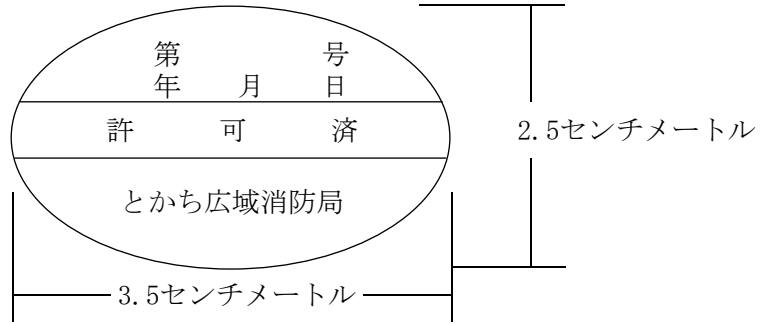 第 号
年 月 日
許 可 済
とかち広域消防局
2.5センチメートル
3.5センチメートル